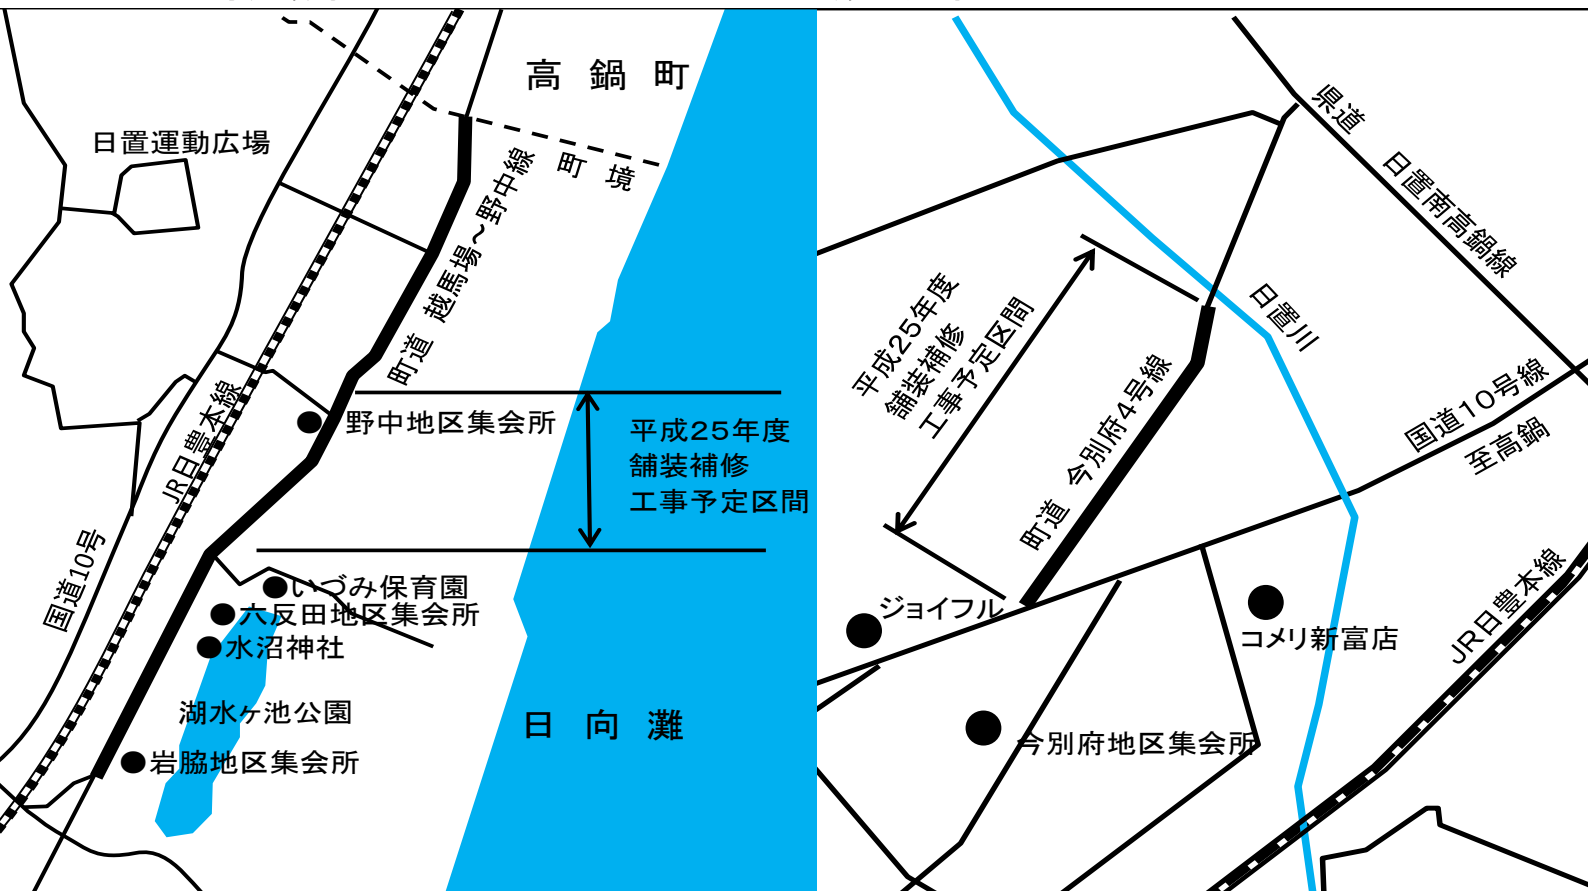 高鍋町
日置運動広場
町境
町道 越馬場～野中線
野中地区集会所
平成25年度
舗装補修
工事予定区間
JR日豊本線
国道10号
いづみ保育園
六反田地区集会所
水沼神社
湖水ヶ池公園
岩脇地区集会所
日向灘
県道 日置南高鍋線
日置川
平成25年度
舗装補修
工事予定区間
町道 今別府4号線
国道10号線
至高鍋
ジョイフル
コメリ新富店
JR日豊本線
今別府地区集会所